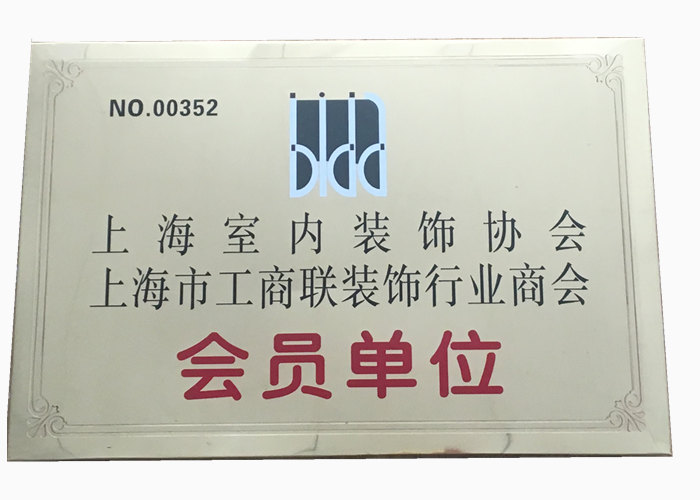 NO.00352
上海室内装饰协会
上海市工商联装饰行业商会
会员单位